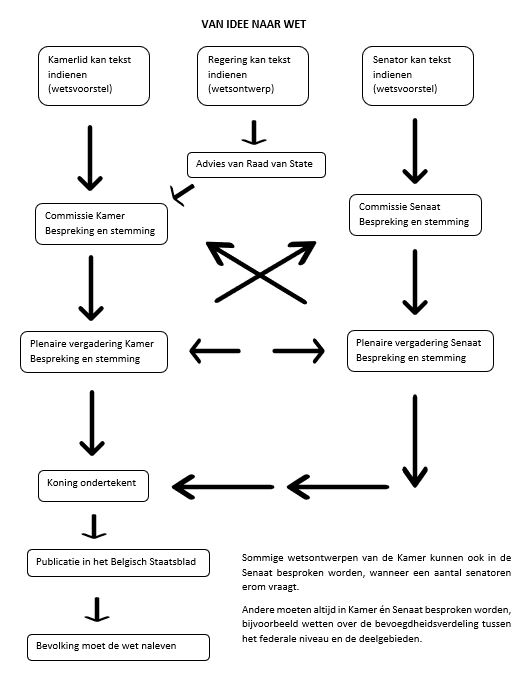 VAN IDEE NAAR WET
Kamerlid kan tekst
indienen
(wetsvoorstel)
Regering kan tekst
indienen
(wetsontwerp)
Senator kan tekst
indienen
(wetsvoorstel)
Advies van Raad van State
Commissie Kamer
Bespreking en stemming
Commissie Senaat
Bespreking en stemming
Plenaire vergadering Kamer
Bespreking en stemming
Plenaire vergadering Senaat
Bespreking en stemming
Koning ondertekent
Publicatie in het Belgisch Staatsblad
Bevolking moet de wet naleven
Sommige wetsontwerpen van de Kamer kunnen ook in de
Senaat besproken worden, wanneer een aantal senatoren
erom vraagt.
Andere moeten altijd in Kamer én Senaat besproken worden,
bijvoorbeeld wetten over de bevoegdheidsverdeling tussen
het federale niveau en de deelgebieden.